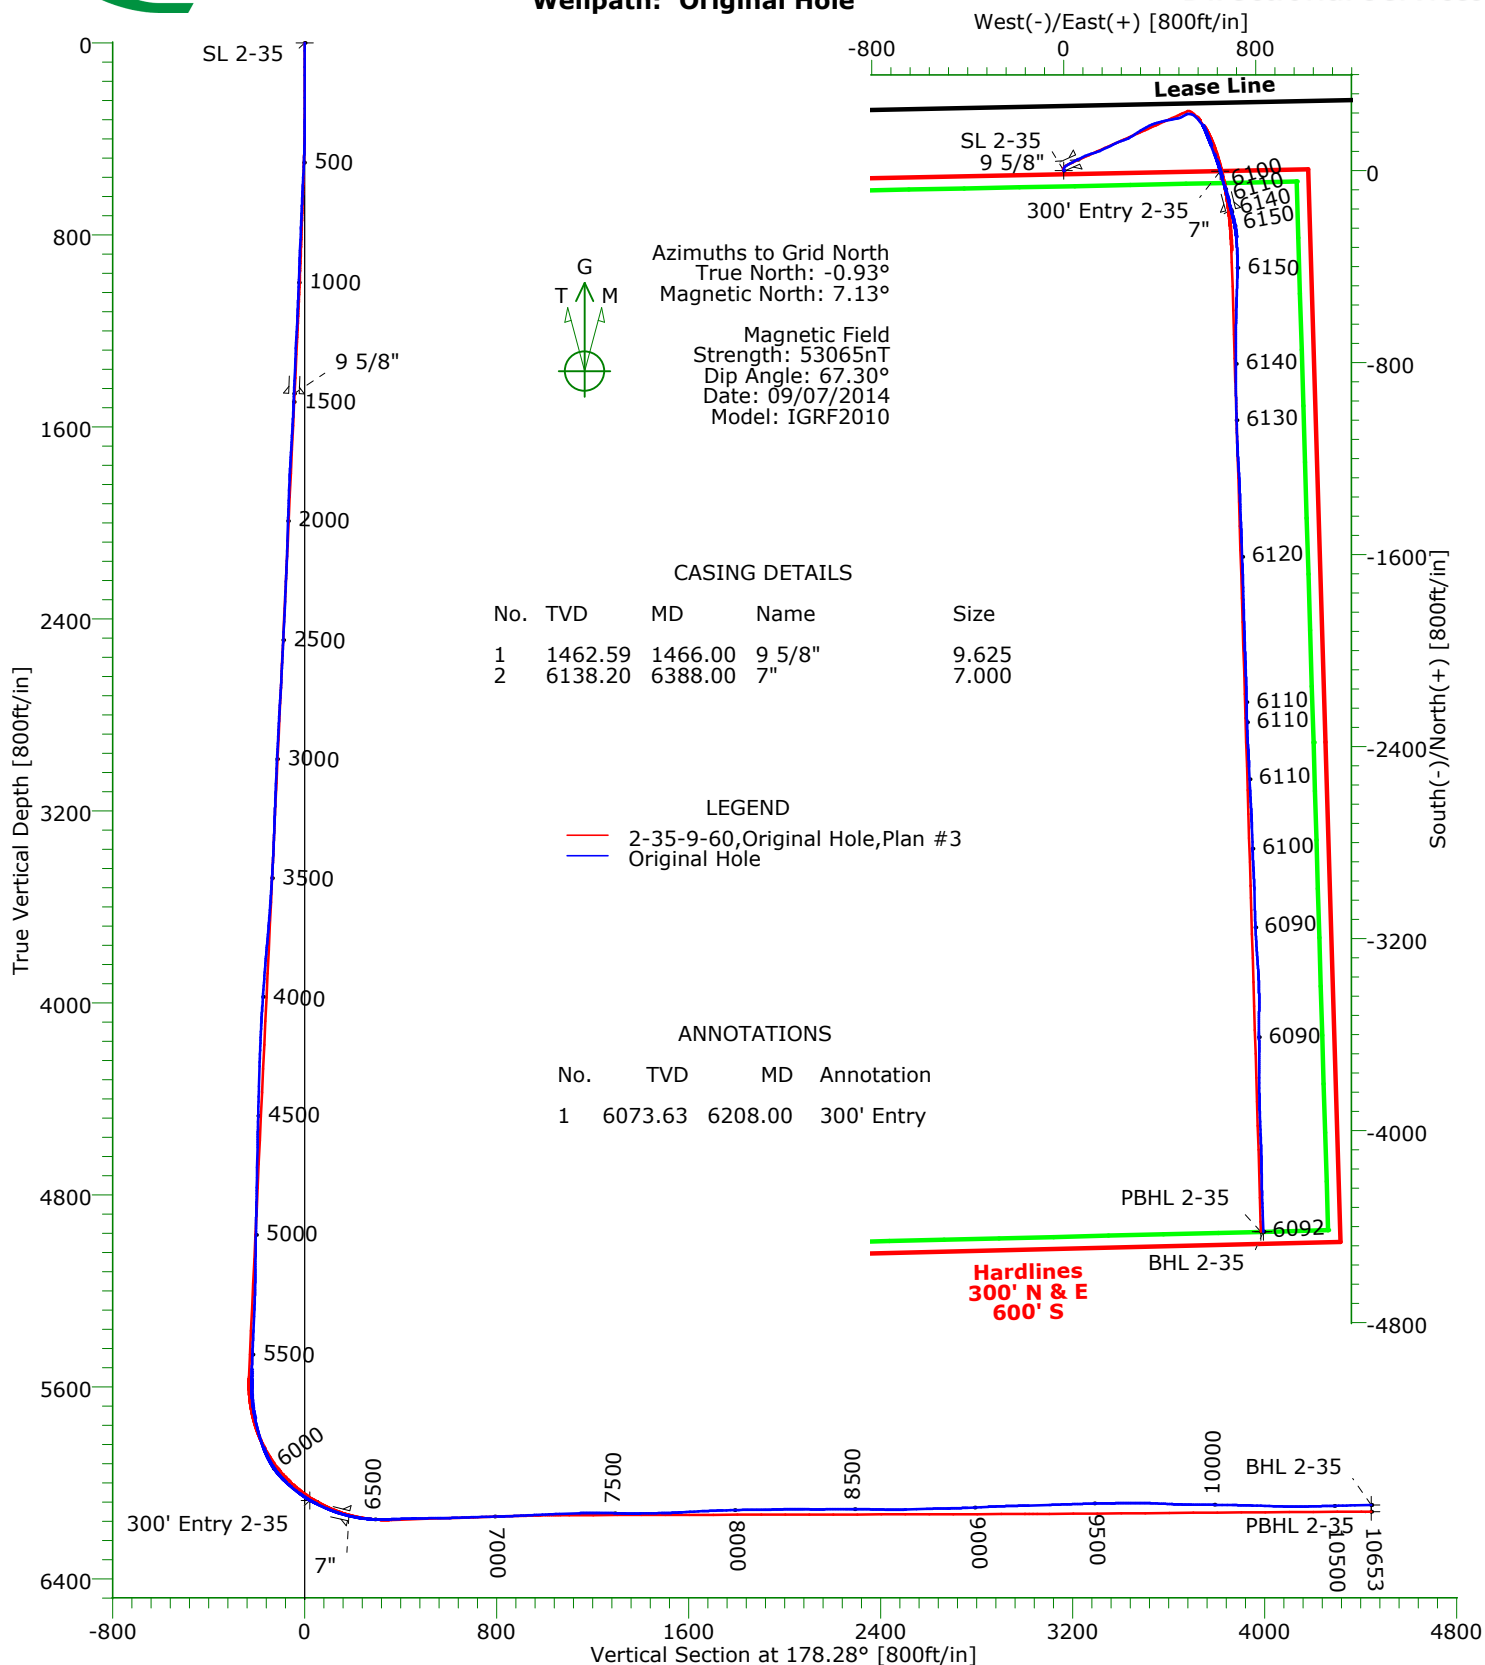 Wellpath: Original Hole
West(-)/East(+) [800ft/in]
-800 0 800
Lease Line
SL 2-35
9 5/8"
300' Entry 2-35
7"
6100
6110
6140
6150
6150
6140
6130
6120
6110
6110
6110
6100
6090
6090
6092
PBHL 2-35
BHL 2-35
Hardlines
300' N & E
600' S
0
-800
-1600
-2400
-3200
-4000
-4800
South(-)/North(+) [800ft/in]
Azimuths to Grid North
True North: -0.93°
Magnetic North: 7.13°
Magnetic Field
Strength: 53065nT
Dip Angle: 67.30°
Date: 09/07/2014
Model: IGRF2010
G
T M
CASING DETAILS
No. TVD MD Name Size
1 1462.59 1466.00 9 5/8" 9.625
2 6138.20 6388.00 7" 7.000
LEGEND
2-35-9-60,Original Hole,Plan #3
Original Hole
ANNOTATIONS
No. TVD MD Annotation
1 6073.63 6208.00 300' Entry
True Vertical Depth [800ft/in]
0
800
1600
2400
3200
4000
4800
5600
6400
SL 2-35
500
1000
9 5/8"
1500
2000
2500
3000
3500
4000
4500
5000
5500
6000
300' Entry 2-35
7"
6500
7000
7500
8000
8500
9000
9500
10000
10500
10653
BHL 2-35
PBHL 2-35
-800 0 800 1600 2400 3200 4000 4800
Vertical Section at 178.28° [800ft/in]